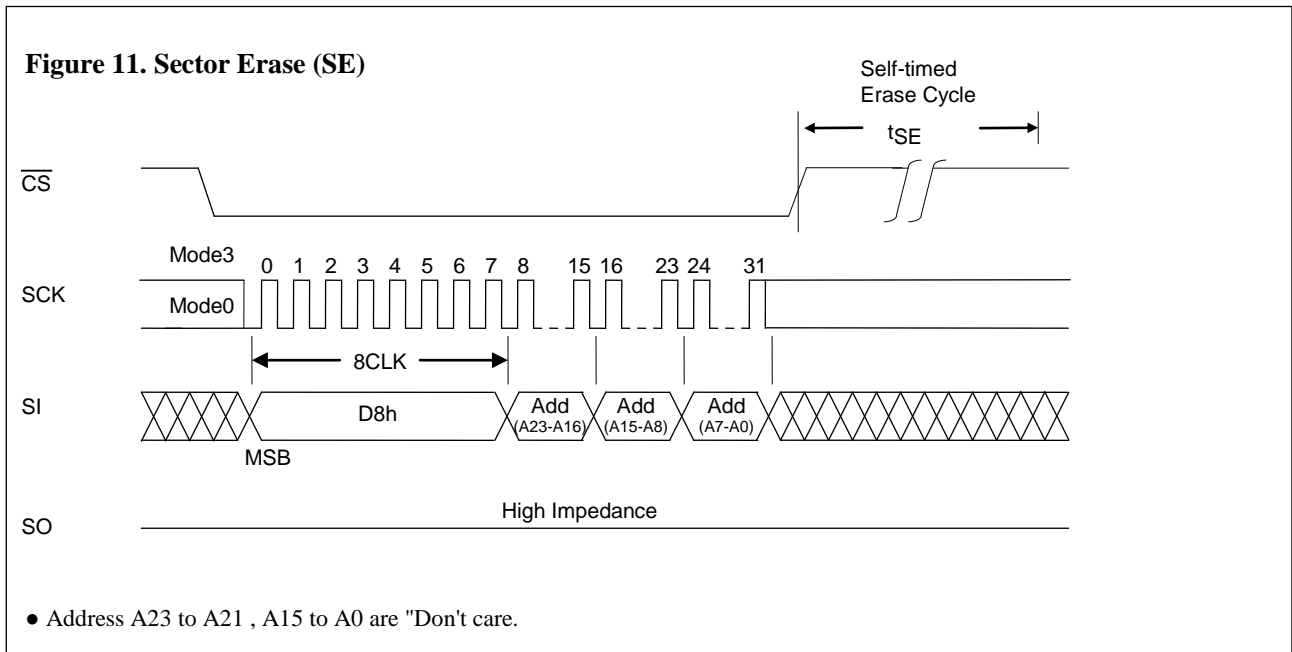 Figure 11. Sector Erase (SE)
Self-timed
Erase Cycle
tSE
CS
Mode3
0 1 2 3 4 5 6 7 8 15 16 23 24 31
SCK
Mode0
8CLK
SI
D8h
Add
(A23-A16)
Add
(A15-A8)
Add
(A7-A0)
MSB
High Impedance
SO
● Address A23 to A21 , A15 to A0 are "Don't care.